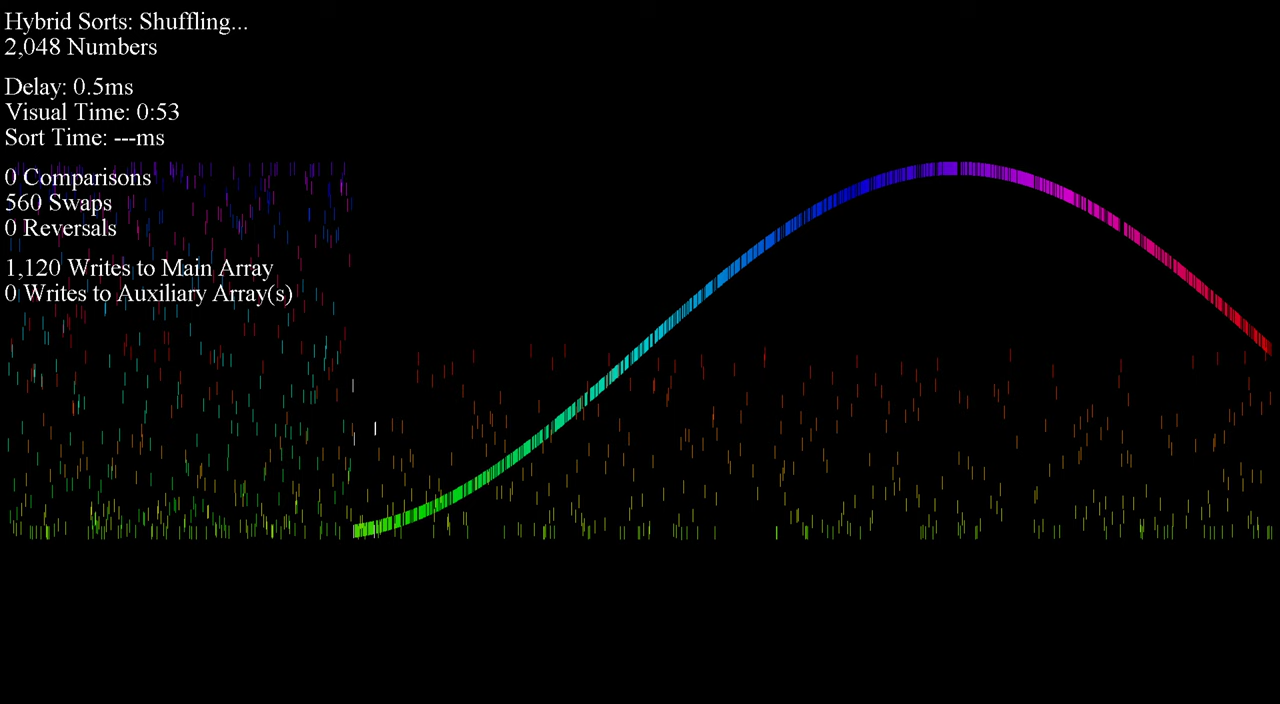 Hybrid Sorts: Shuffling...
2,048 Numbers
Delay: 0.5ms
Visual Time: 0:53
Sort Time: ---ms
0 Comparisons
560 Swaps
0 Reversals
1,120 Writes to Main Array
0 Writes to Auxiliary Array(s)